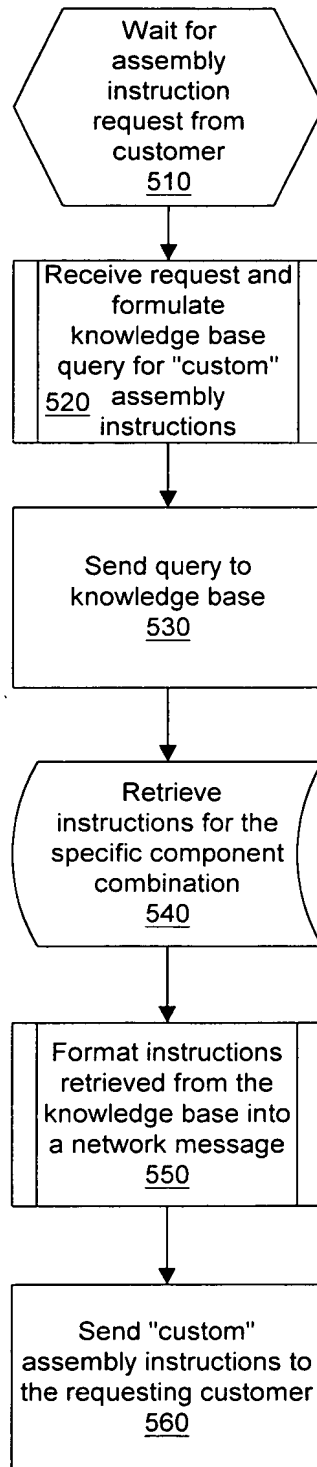 Wait for
assembly
instruction
request from
customer
510
Receive request and
formulate
knowledge base
query for "custom"
520 assembly
instructions
Send query to
knowledge base
530
Retrieve
instructions for the
specific component
combination
540
Format instructions
retrieved from the
knowledge base into
a network message
550
Send "custom"
assembly instructions to
the requesting customer
560